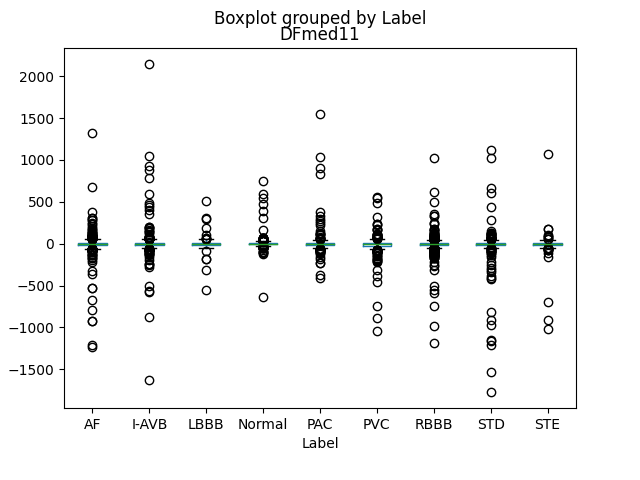 Boxplot grouped by Label
DFmed11
2000
1500
1000
500
0
−500
−1000
−1500
AF I-AVB LBBB Normal PAC PVC RBBB STD STE
Label